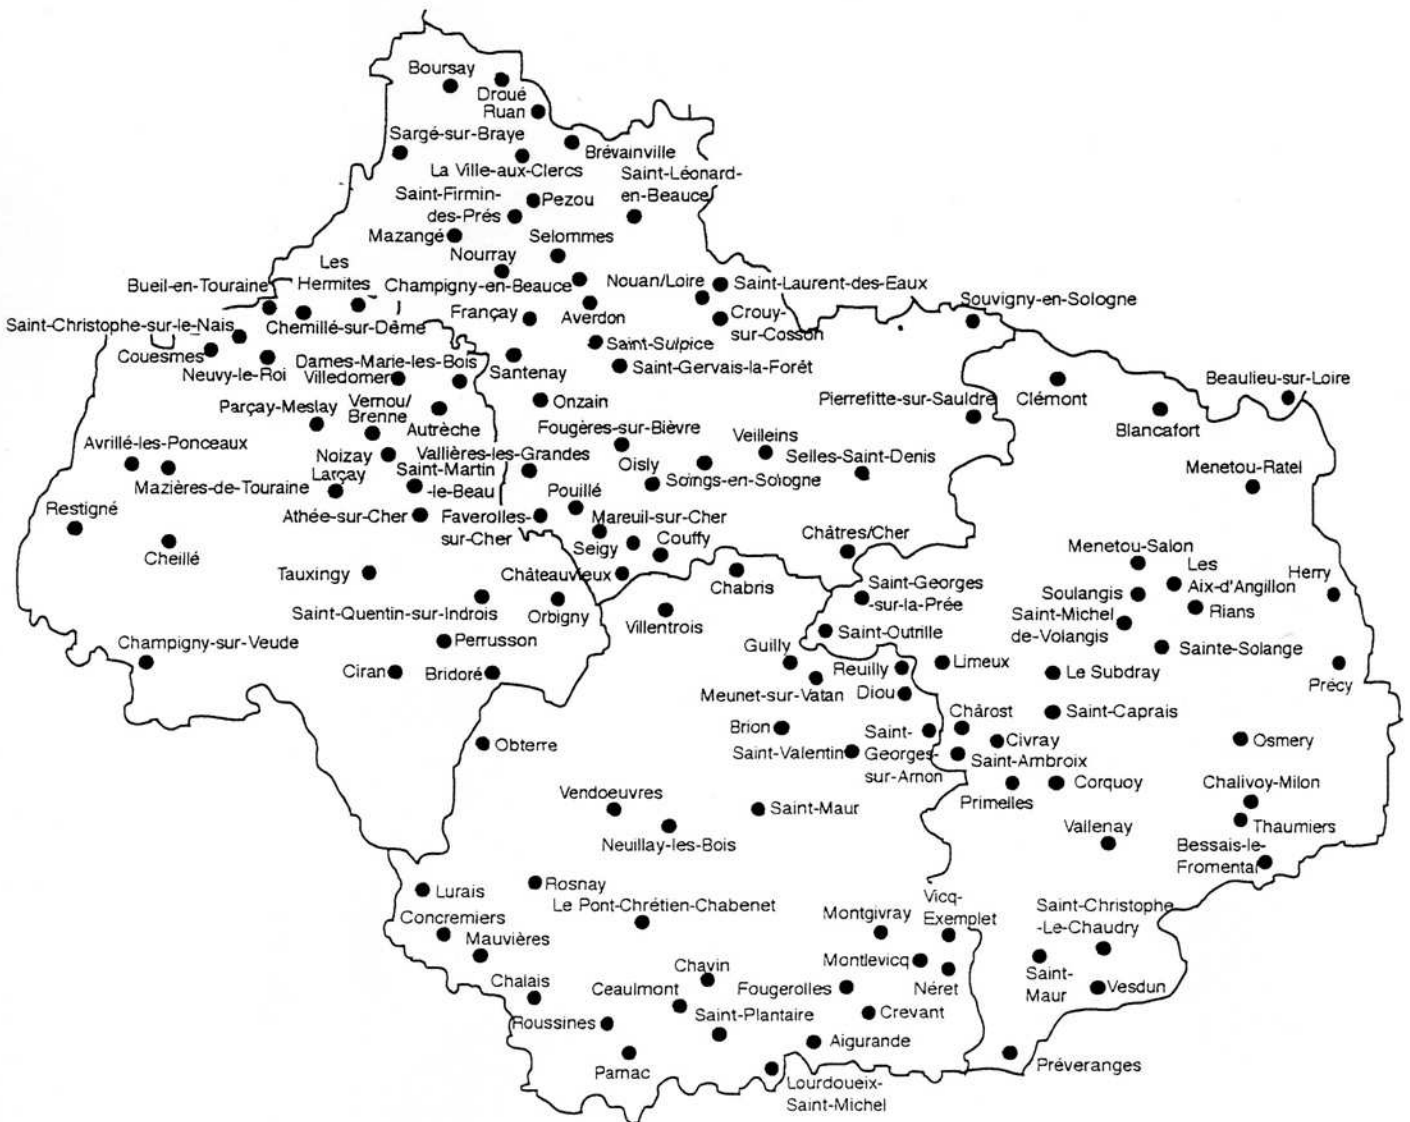 Boursay
Droué
Ruan
Sargé-sur-Braye
Brévainville
La Ville-aux-Clercs
Saint-Léonard-
en-Beauce
Saint-Firmin-
des-Prés
Pezou
Mazangé
Selommes
Nourray
Les
Hermites
Bueil-en-Touraine
Champigny-en-Beauce
Nouan/Loire
Saint-Laurent-des-Eaux
Souvigny-en-Sologne
Saint-Christophe-sur-le-Nais
Chemillé-sur-Dême
Françay
Averdon
Crouy-
sur-Cosson
Couesmes
Neuvy-le-Roi
Dames-Marie-les-Bois
Villedomer
Santenay
Saint-Sulpice
Saint-Gervais-la-Forêt
Beaulieu-sur-Loire
Parçay-Meslay
Vernou/
Brenne
Autrèche
Onzain
Pierrefitte-sur-Sauldre
Clémont
Blancafort
Avrillé-les-Ponceaux
Fougères-sur-Bièvre
Veilleins
Noizay
Vallières-les-Grandes
Oisly
Selles-Saint-Denis
Menetou-Ratel
Mazières-de-Touraine
Larçay
Saint-Martin
-le-Beau
Soings-en-Sologne
Restigné
Pouillé
Athée-sur-Cher
Faverolles-
sur-Cher
Mareuil-sur-Cher
Cheillé
Seigy
Couffy
Châtres/Cher
Menetou-Salon
Les
Aix-d'Angillon
Herry
Tauxingy
Châteauvieux
Chabris
Saint-Georges
-sur-la-Prée
Soulangis
Rians
Saint-Quentin-sur-Indrois
Orbigny
Villentrois
Saint-Michel
de-Volangis
Saint-Outrille
Champigny-sur-Veude
Perrusson
Guilly
Sainte-Solange
Ciran
Bridoré
Reuilly
Limeux
Le Subdray
Précy
Meunet-sur-Vatan
Diou
Saint-Caprais
Brion
Saint-
Georges-
sur-Arnon
Chârost
Civray
Osmery
Obterre
Saint-Valentin
Saint-Ambroix
Primelles
Corquoy
Chalivoy-Milon
Vendoeuvres
Saint-Maur
Thaumiers
Neuillay-les-Bois
Vallenay
Bessais-le-
Fromental
Lurais
Rosnay
Le Pont-Chrétien-Chabenet
Vicq-
Exemplet
Saint-Christophe
-Le-Chaudry
Concremiers
Montgivray
Mauvières
Chavin
Montlevicq
Chalais
Ceaulmont
Fougerolles
Néret
Saint-
Maur
Vesdun
Roussines
Saint-Plantaire
Crevant
Parnac
Aigurande
Préveranges
Lourdoueix-
Saint-Michel